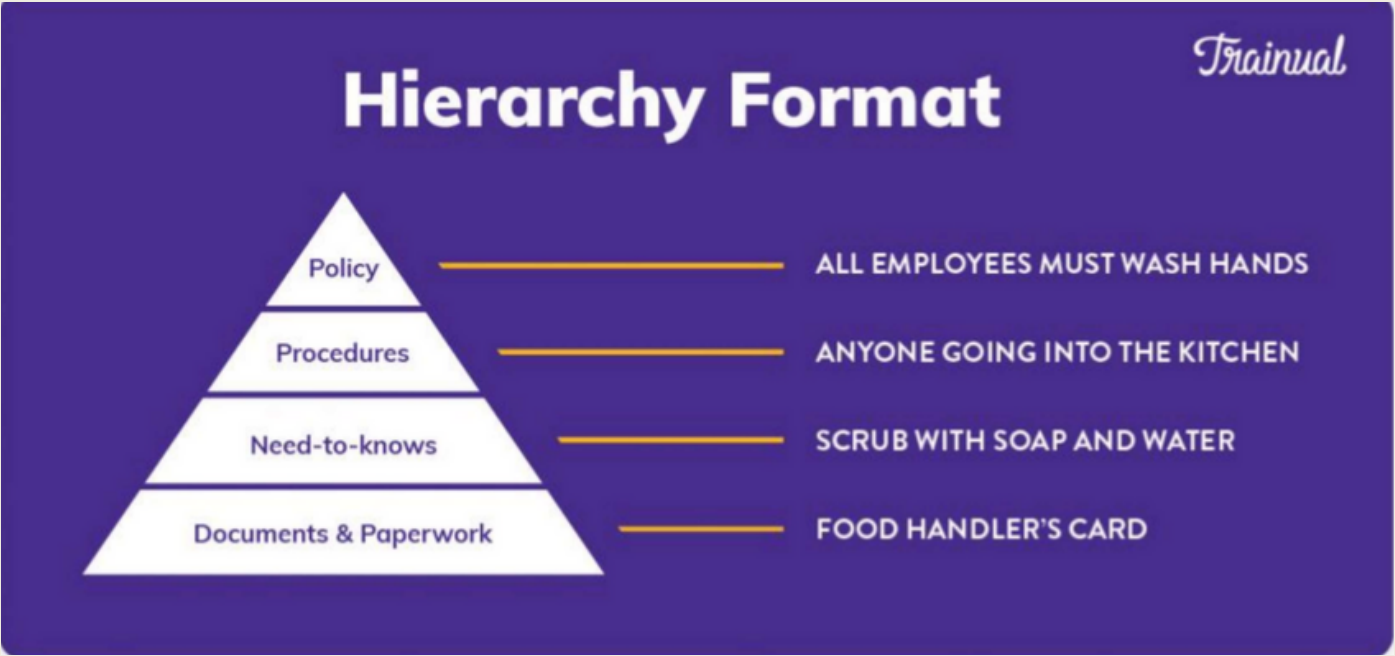 Trainual
Hierarchy Format
Policy
ALL EMPLOYEES MUST WASH HANDS
Procedures
ANYONE GOING INTO THE KITCHEN
Need-to-knows
SCRUB WITH SOAP AND WATER
Documents & Paperwork
FOOD HANDLER'S CARD